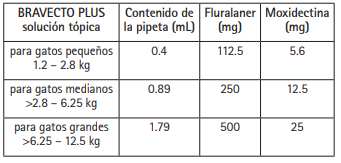 BRAVECTO PLUS Contenido de Fluralaner Moxidectina
solución tópica la pipeta (mL) (mg) (mg)
para gatos pequeños 0.4 112.5 5.6
1.2 – 2.8 kg
para gatos medianos 0.89 250 12.5
>2.8 – 6.25 kg
para gatos grandes 1.79 500 25
>6.25 – 12.5 kg